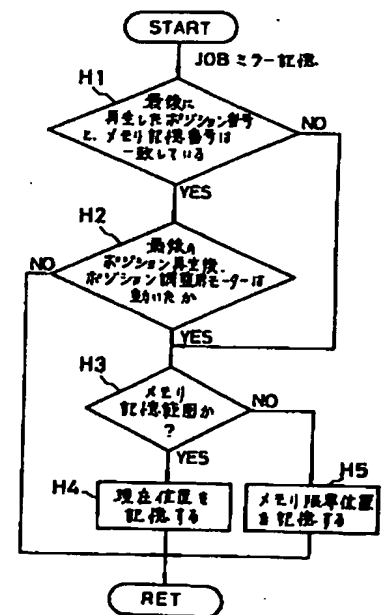 START
JOBミラー記憶
H1
最後に
再生したポジション番号
と、メモリ記憶番号は
一致している
NO
YES
H2
最後の
ポジション再生後、
ポジション調整用モーターは
動いたか
NO
YES
H3
メモリ
記憶範囲か
?
NO
YES
H4
現在位置を
記憶する
H5
メモリ限界位置
を記憶する
RET